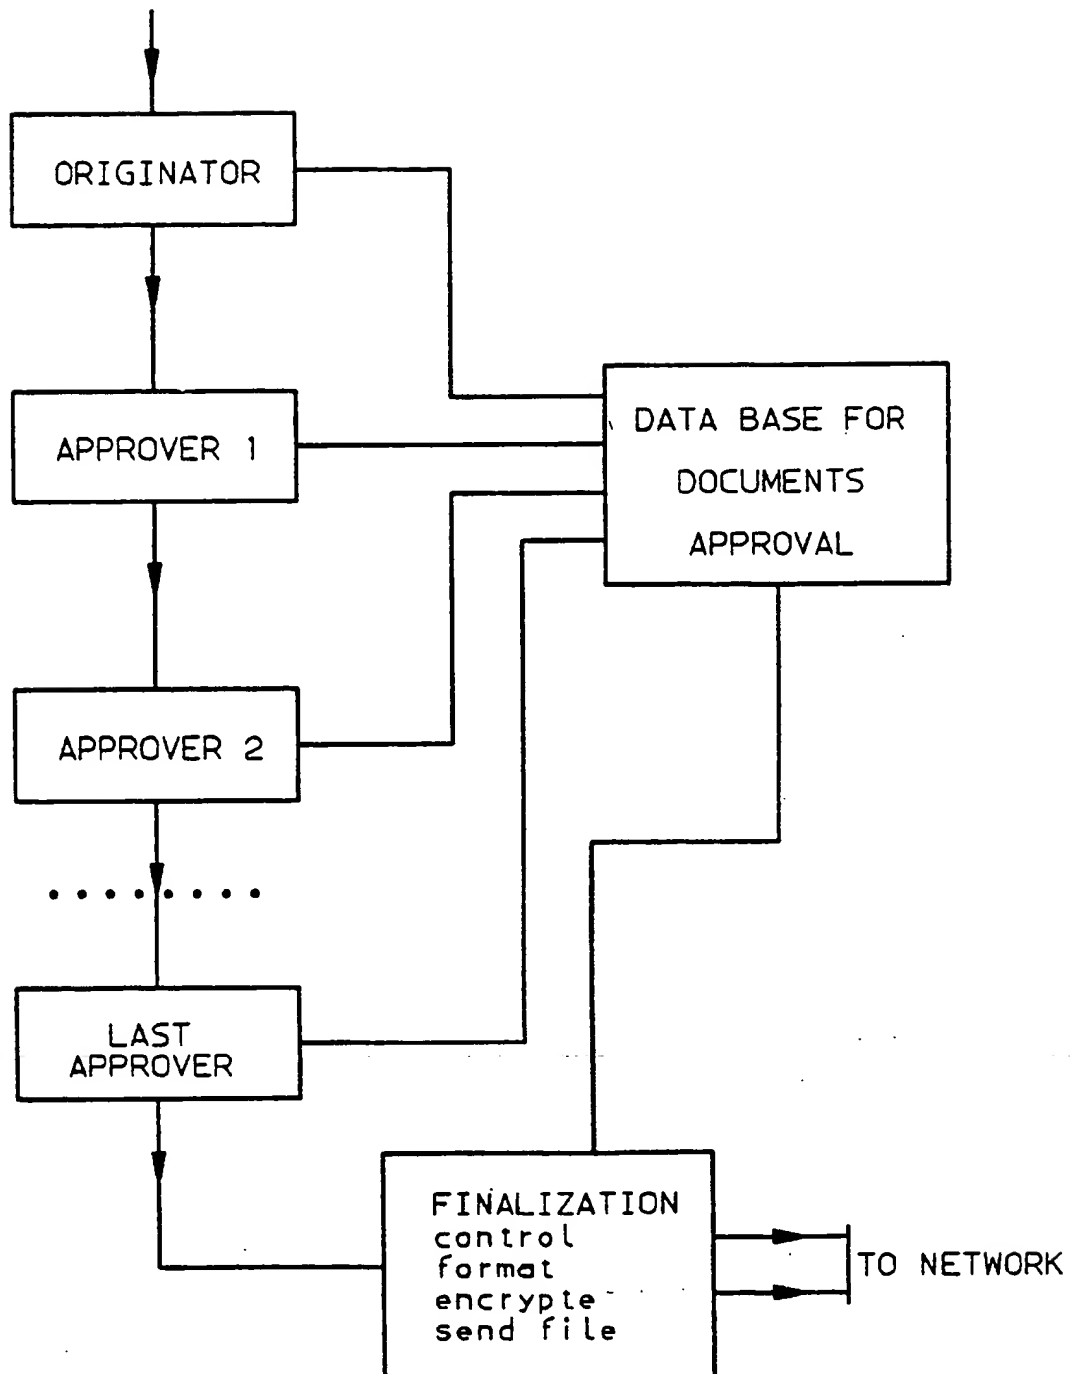 ORIGINATOR
APPROVER 1
DATA BASE FOR
DOCUMENTS
APPROVAL
APPROVER 2
LAST
APPROVER
FINALIZATION
control
format
encrypte
send file
TO NETWORK